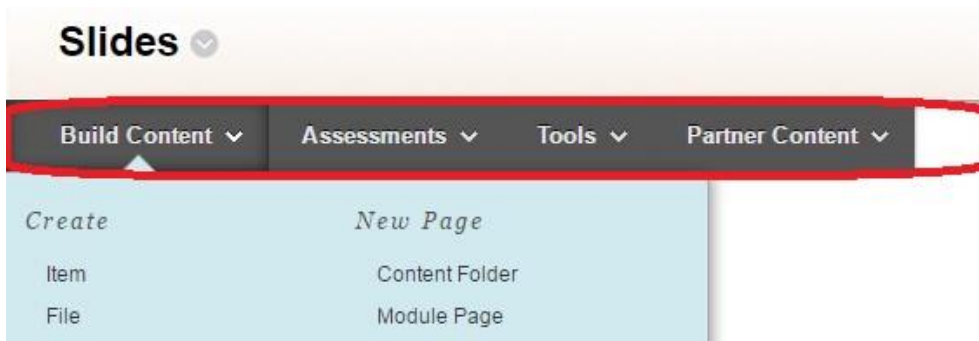 Slides
Build Content Assessments Tools Partner Content
Create New Page
Item Content Folder
File Module Page